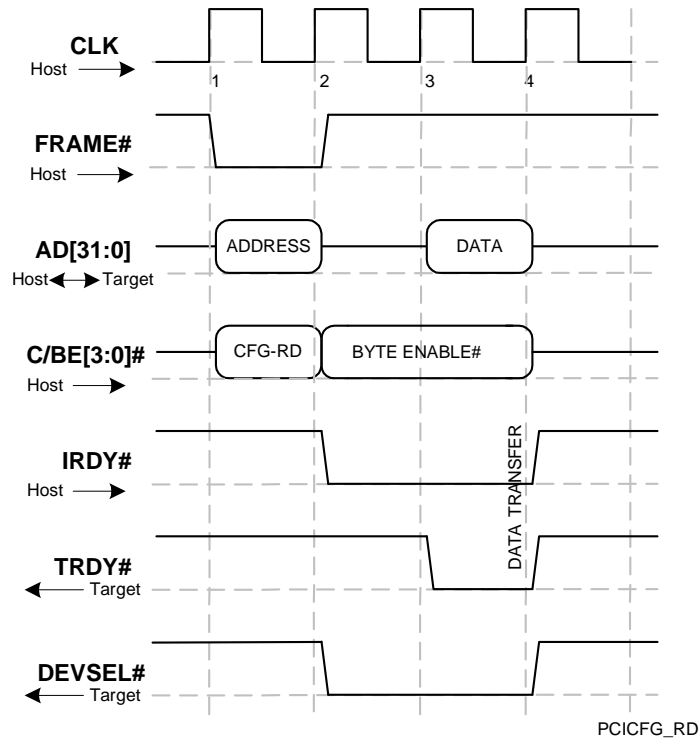 CLK
Host
1 2 3 4
FRAME#
Host
AD[31:0]
ADDRESS DATA
Host Target
C/BE[3:0]#
CFG-RD BYTE ENABLE#
Host
IRDY#
Host
DATA TRANSFER
TRDY#
Target
DEVSEL#
Target
PCICFG_RD